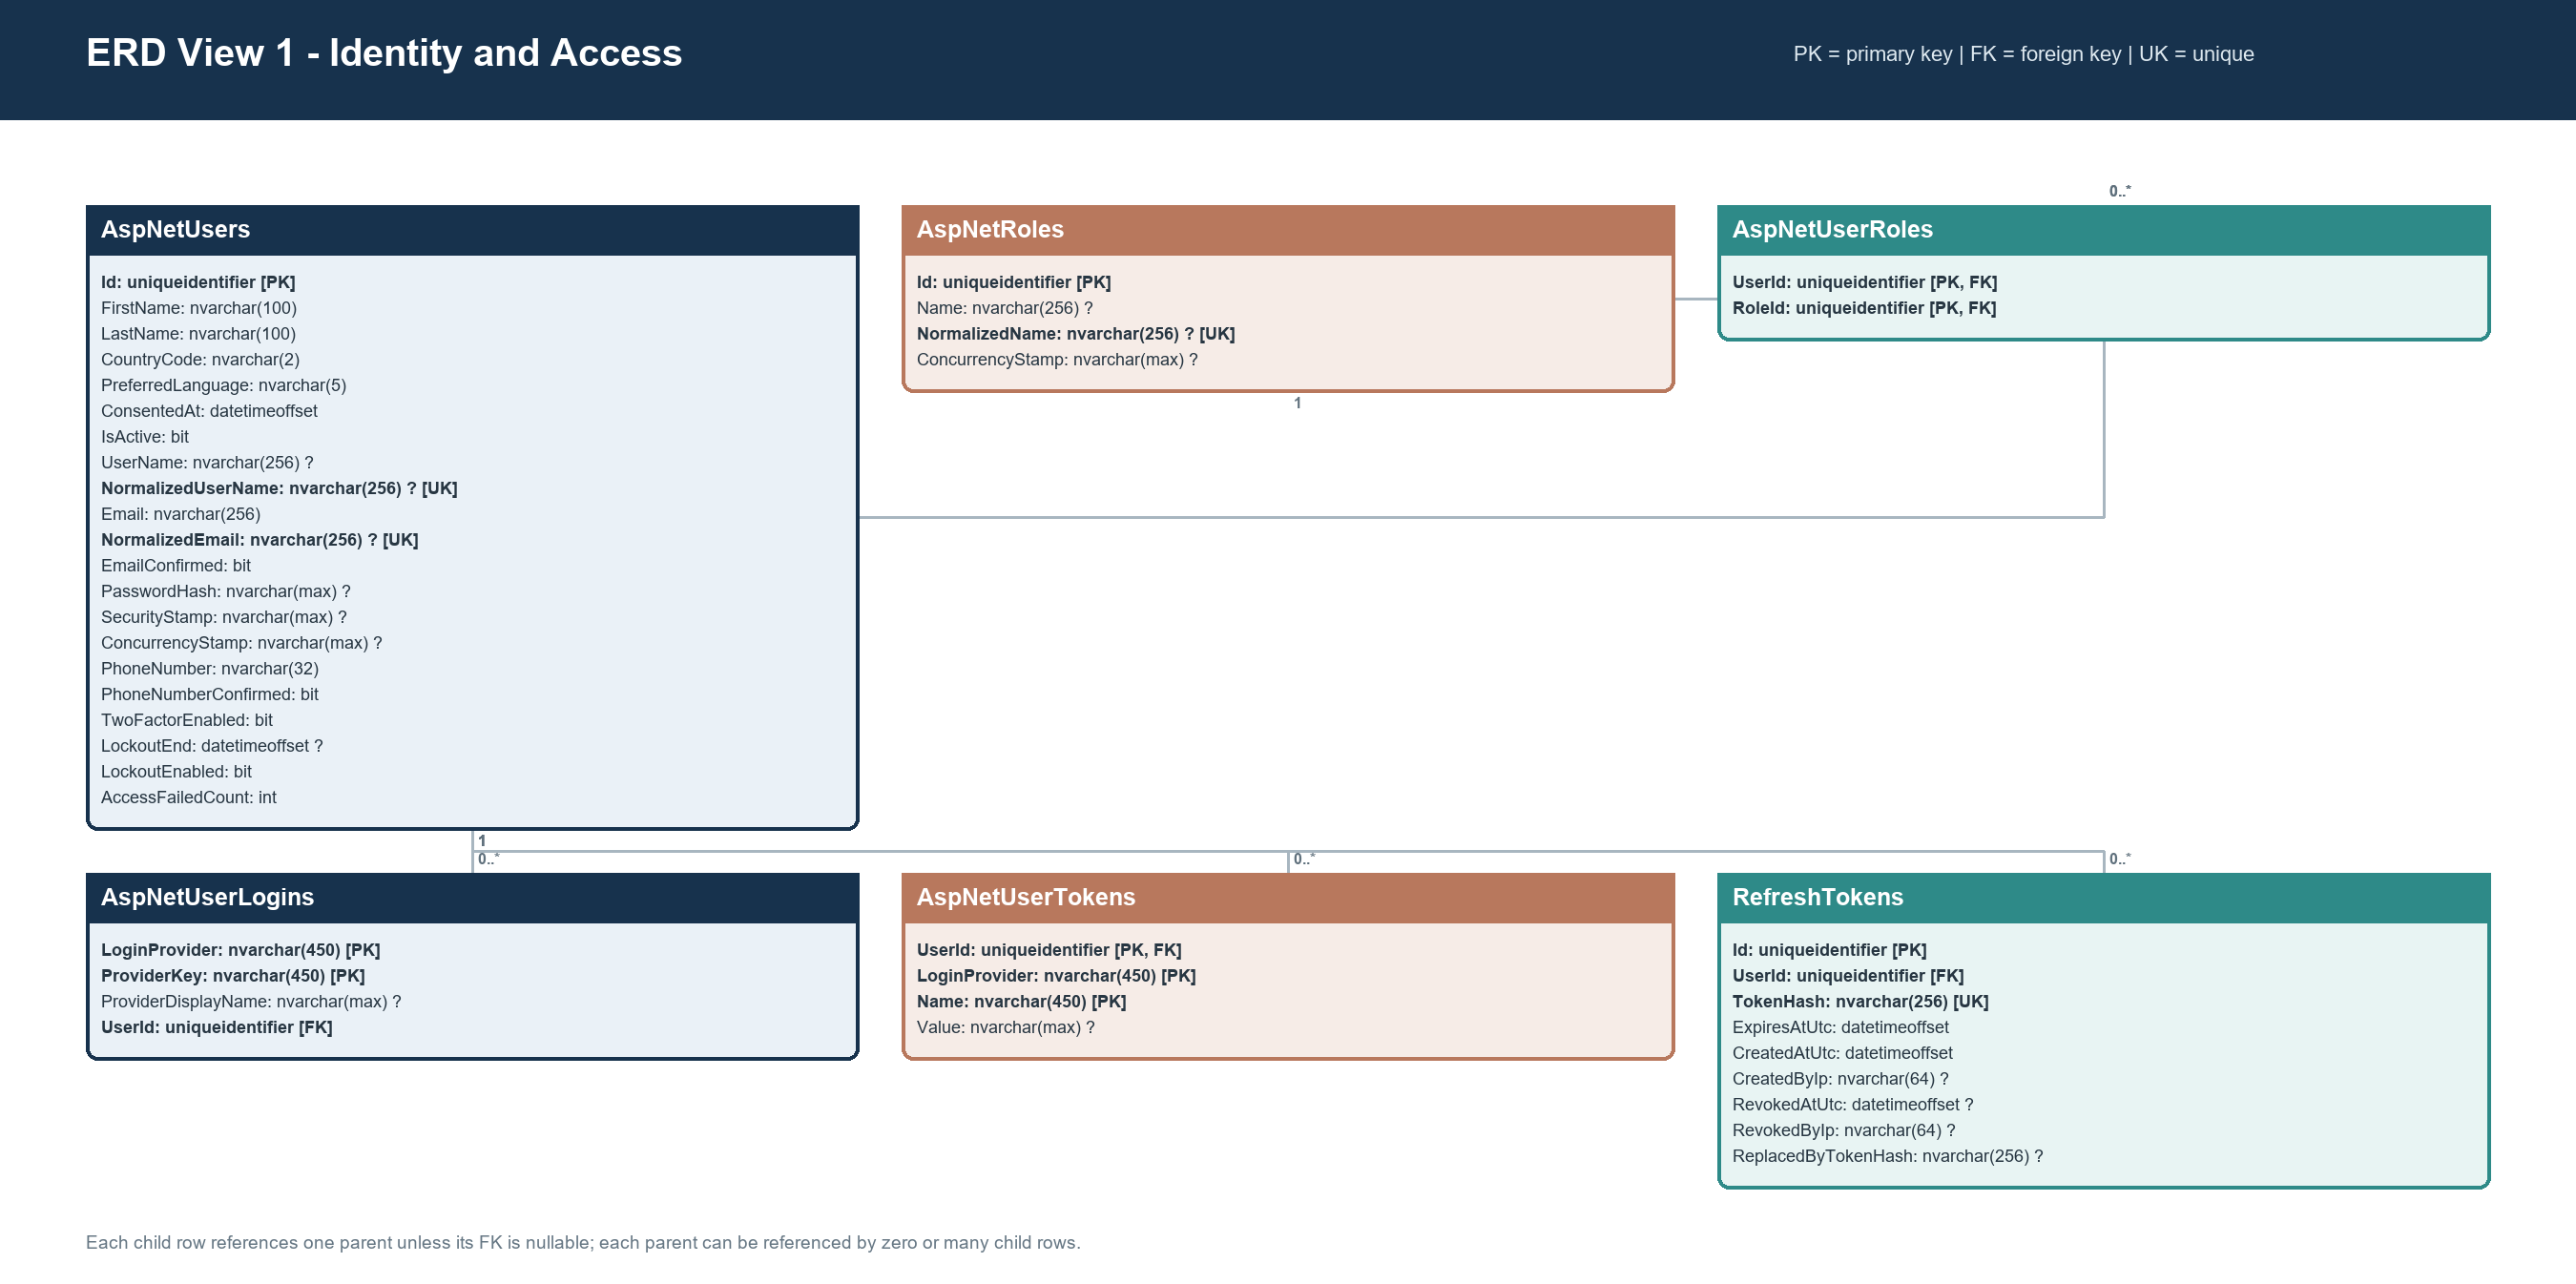 ERD View 1 - Identity and Access
PK = primary key | FK = foreign key | UK = unique
AspNetUsers
Id: uniqueidentifier [PK]
FirstName: nvarchar(100)
LastName: nvarchar(100)
CountryCode: nvarchar(2)
PreferredLanguage: nvarchar(5)
ConsentedAt: datetimeoffset
IsActive: bit
UserName: nvarchar(256) ?
NormalizedUserName: nvarchar(256) ? [UK]
Email: nvarchar(256)
NormalizedEmail: nvarchar(256) ? [UK]
EmailConfirmed: bit
PasswordHash: nvarchar(max) ?
SecurityStamp: nvarchar(max) ?
ConcurrencyStamp: nvarchar(max) ?
PhoneNumber: nvarchar(32)
PhoneNumberConfirmed: bit
TwoFactorEnabled: bit
LockoutEnd: datetimeoffset ?
LockoutEnabled: bit
AccessFailedCount: int
1
AspNetRoles
Id: uniqueidentifier [PK]
Name: nvarchar(256) ?
NormalizedName: nvarchar(256) ? [UK]
ConcurrencyStamp: nvarchar(max) ?
1
0..*
AspNetUserRoles
UserId: uniqueidentifier [PK, FK]
RoleId: uniqueidentifier [PK, FK]
0..*
AspNetUserLogins
LoginProvider: nvarchar(450) [PK]
ProviderKey: nvarchar(450) [PK]
ProviderDisplayName: nvarchar(max) ?
UserId: uniqueidentifier [FK]
0..*
AspNetUserTokens
UserId: uniqueidentifier [PK, FK]
LoginProvider: nvarchar(450) [PK]
Name: nvarchar(450) [PK]
Value: nvarchar(max) ?
0..*
RefreshTokens
Id: uniqueidentifier [PK]
UserId: uniqueidentifier [FK]
TokenHash: nvarchar(256) [UK]
ExpiresAtUtc: datetimeoffset
CreatedAtUtc: datetimeoffset
CreatedByIp: nvarchar(64) ?
RevokedAtUtc: datetimeoffset ?
RevokedByIp: nvarchar(64) ?
ReplacedByTokenHash: nvarchar(256) ?
Each child row references one parent unless its FK is nullable; each parent can be referenced by zero or many child rows.